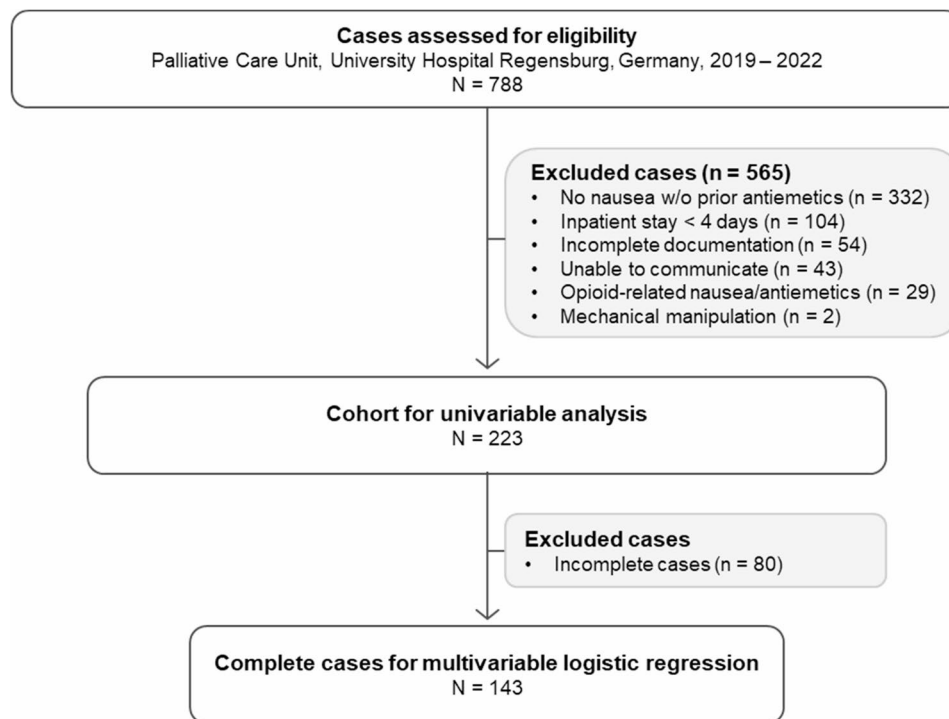 Cases assessed for eligibility
Palliative Care Unit, University Hospital Regensburg, Germany, 2019 – 2022
N = 788
Excluded cases (n = 565)
• No nausea w/o prior antiemetics (n = 332)
• Inpatient stay < 4 days (n = 104)
• Incomplete documentation (n = 54)
• Unable to communicate (n = 43)
• Opioid-related nausea/antiemetics (n = 29)
• Mechanical manipulation (n = 2)
Cohort for univariable analysis
N = 223
Excluded cases
• Incomplete cases (n = 80)
Complete cases for multivariable logistic regression
N = 143